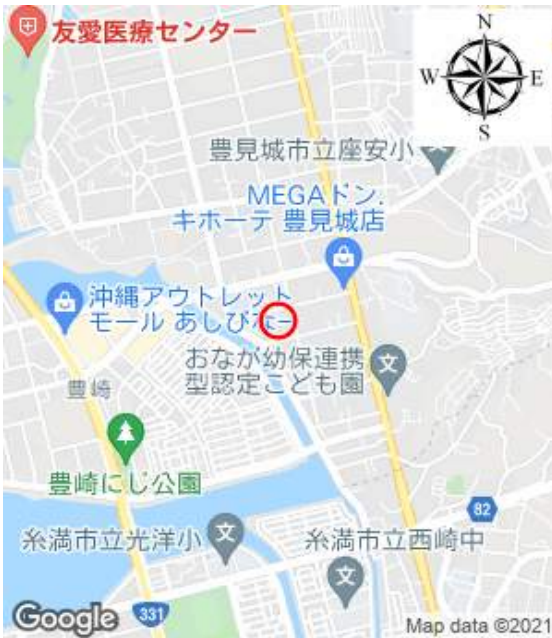 友愛医療センター
N
W
E
S
豊見城市立座安小
MEGAドン.
キホーテ 豊見城店
沖縄アウトレット
モール あしびなー
おなが幼保連携
型認定こども園
豊崎
豊崎にじ公園
82
糸満市立光洋小
糸満市立西崎中
文
文
文
文
Google
331
Map data ©2021